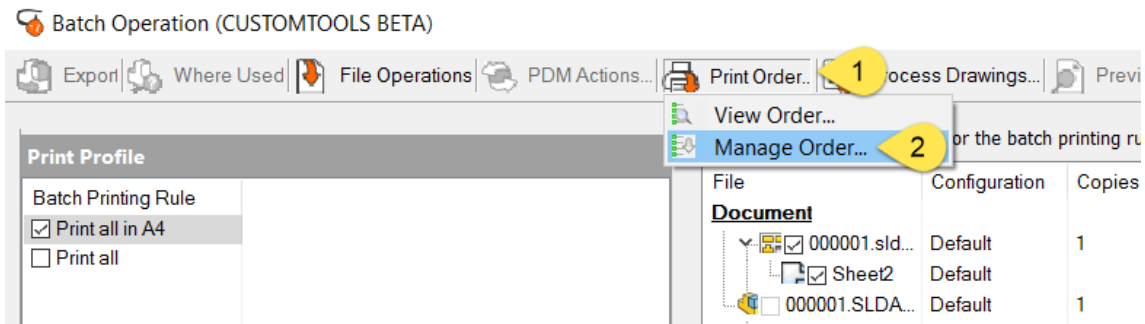 Batch Operation (CUSTOMTOOLS BETA)
Export Where Used File Operations PDM Actions... Print Order.. 1 ocess Drawings... Previ
View Order...
Manage Order... 2 or the batch printing ru
Print Profile
File Configuration Copies
Batch Printing Rule
Document
Print all in A4
000001.sld... Default 1
Print all
Sheet2 Default
000001.SLDA... Default 1